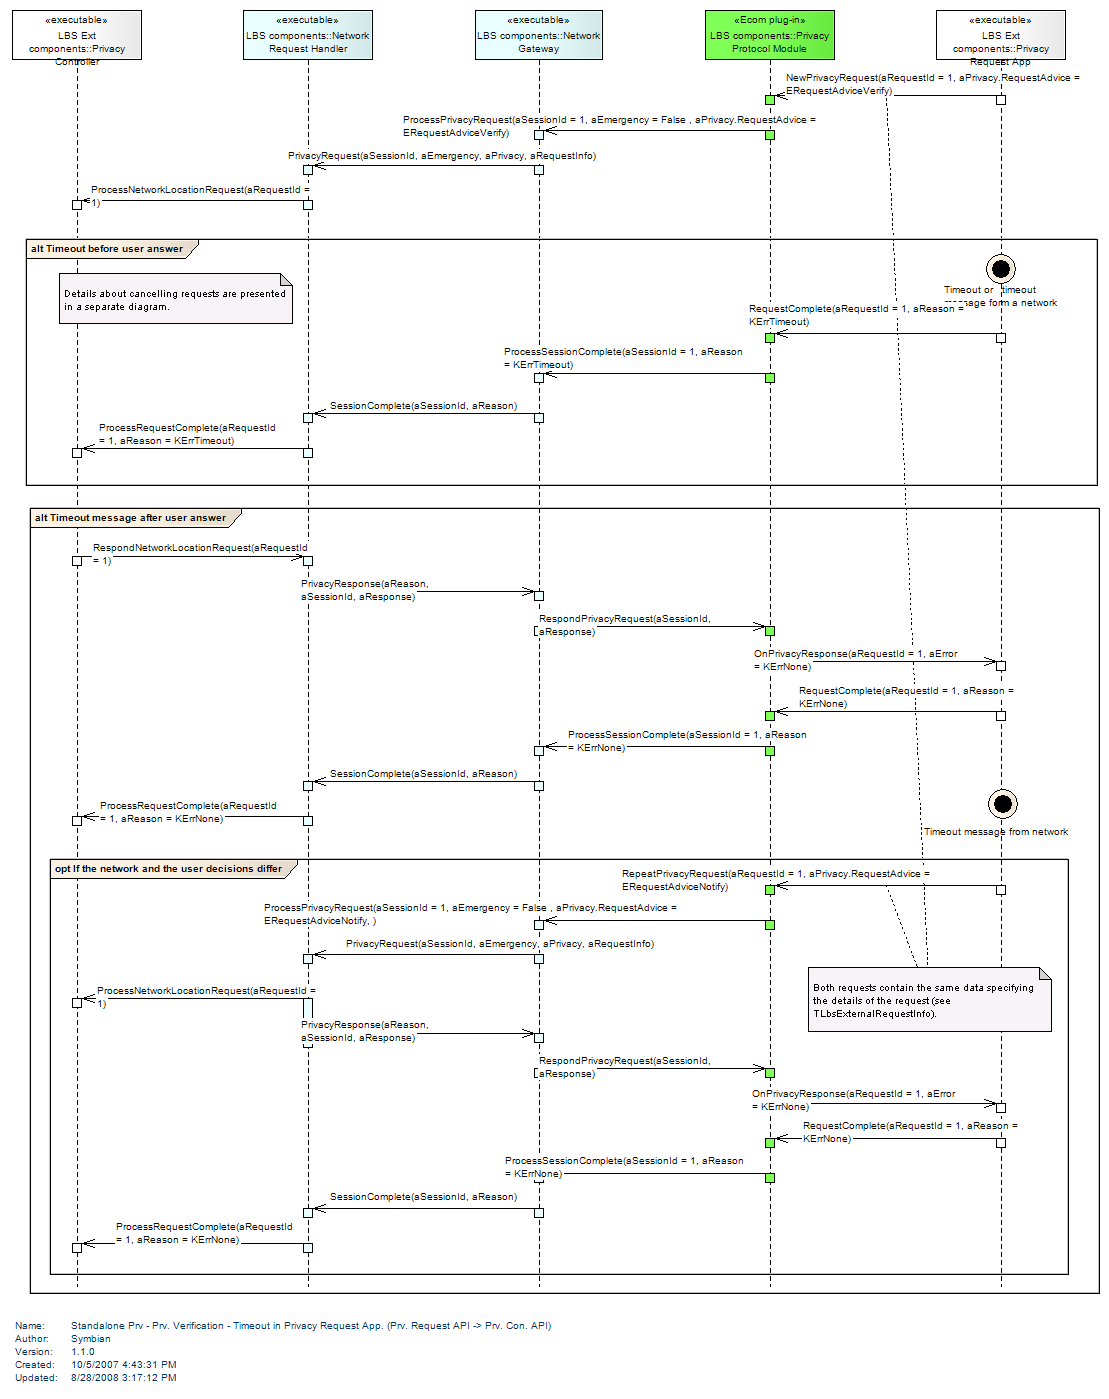 «executable»
LBS Ext
components::Privacy
Controller
«executable»
LBS components::Network
Request Handler
«executable»
LBS components::Network
Gateway
«Ecom plug-in»
LBS components::Privacy
Protocol Module
«executable»
LBS Ext
components::Privacy
Request App
NewPrivacyRequest(aRequestId = 1, aPrivacy.RequestAdvice =
ERequestAdviceVerify)
ProcessPrivacyRequest(aSessionId = 1, aEmergency = False , aPrivacy.RequestAdvice =
ERequestAdviceVerify)
PrivacyRequest(aSessionId, aEmergency, aPrivacy, aRequestInfo)
ProcessNetworkLocationRequest(aRequestId =
1)
alt Timeout before user answer
Details about cancelling requests are presented
in a separate diagram.
Timeout or timeout
message form a network
RequestComplete(aRequestId = 1, aReason =
KErrTimeout)
ProcessSessionComplete(aSessionId = 1, aReason
= KErrTimeout)
SessionComplete(aSessionId, aReason)
ProcessRequestComplete(aRequestId
= 1, aReason = KErrTimeout)
alt Timeout message after user answer
RespondNetworkLocationRequest(aRequestId
= 1)
PrivacyResponse(aReason,
aSessionId, aResponse)
RespondPrivacyRequest(aSessionId,
aResponse)
OnPrivacyResponse(aRequestId = 1, aError
= KErrNone)
RequestComplete(aRequestId = 1, aReason =
KErrNone)
ProcessSessionComplete(aSessionId = 1, aReason
= KErrNone)
SessionComplete(aSessionId, aReason)
ProcessRequestComplete(aRequestId
= 1, aReason = KErrNone)
Timeout message from network
opt If the network and the user decisions differ
RepeatPrivacyRequest(aRequestId = 1, aPrivacy.RequestAdvice =
ERequestAdviceNotify)
ProcessPrivacyRequest(aSessionId = 1, aEmergency = False , aPrivacy.RequestAdvice =
ERequestAdviceNotify, )
PrivacyRequest(aSessionId, aEmergency, aPrivacy, aRequestInfo)
ProcessNetworkLocationRequest(aRequestId =
1)
Both requests contain the same data specifying
the details of the request (see
TLbsExternalRequestInfo).
PrivacyResponse(aReason,
aSessionId, aResponse)
RespondPrivacyRequest(aSessionId,
aResponse)
OnPrivacyResponse(aRequestId = 1, aError
= KErrNone)
RequestComplete(aRequestId = 1, aReason =
KErrNone)
ProcessSessionComplete(aSessionId = 1, aReason
= KErrNone)
SessionComplete(aSessionId, aReason)
ProcessRequestComplete(aRequestId
= 1, aReason = KErrNone)
Name: Standalone Prv - Prv. Verification - Timeout in Privacy Request App. (Prv. Request API -> Prv. Con. API)
Author: Symbian
Version: 1.1.0
Created: 10/5/2007 4:43:31 PM
Updated: 8/28/2008 3:17:12 PM